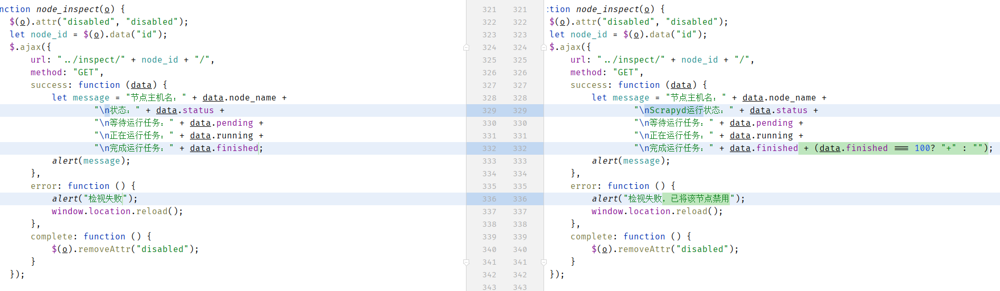 nction node_inspect(o) {
$(o).attr("disabled", "disabled");
let node_id = $(o).data("id");
$.ajax({
url: "../inspect/" + node_id + "/",
method: "GET",
success: function (data) {
let message = "节点主机名：" + data.node_name +
"\n状态：" + data.status +
"\n等待运行任务：" + data.pending +
"\n正在运行任务：" + data.running +
"\n完成运行任务：" + data.finished;
alert(message);
},
error: function () {
alert("检视失败");
window.location.reload();
},
complete: function () {
$(o).removeAttr("disabled");
}
});
321 321
322 322
323 323
324 324
325 325
326 326
327 327
328 328
329 329
330 330
331 331
332 332
333 333
334 334
335 335
336 336
337 337
338 338
339 339
340 340
341 341
342 342
343 343
ction node_inspect(o) {
$(o).attr("disabled", "disabled");
let node_id = $(o).data("id");
$.ajax({
url: "../inspect/" + node_id + "/",
method: "GET",
success: function (data) {
let message = "节点主机名：" + data.node_name +
"\nScrapyd运行状态：" + data.status +
"\n等待运行任务：" + data.pending +
"\n正在运行任务：" + data.running +
"\n完成运行任务：" + data.finished + (data.finished === 100? "+" : "");
alert(message);
},
error: function () {
alert("检视失败，已将该节点禁用");
window.location.reload();
},
complete: function () {
$(o).removeAttr("disabled");
}
});